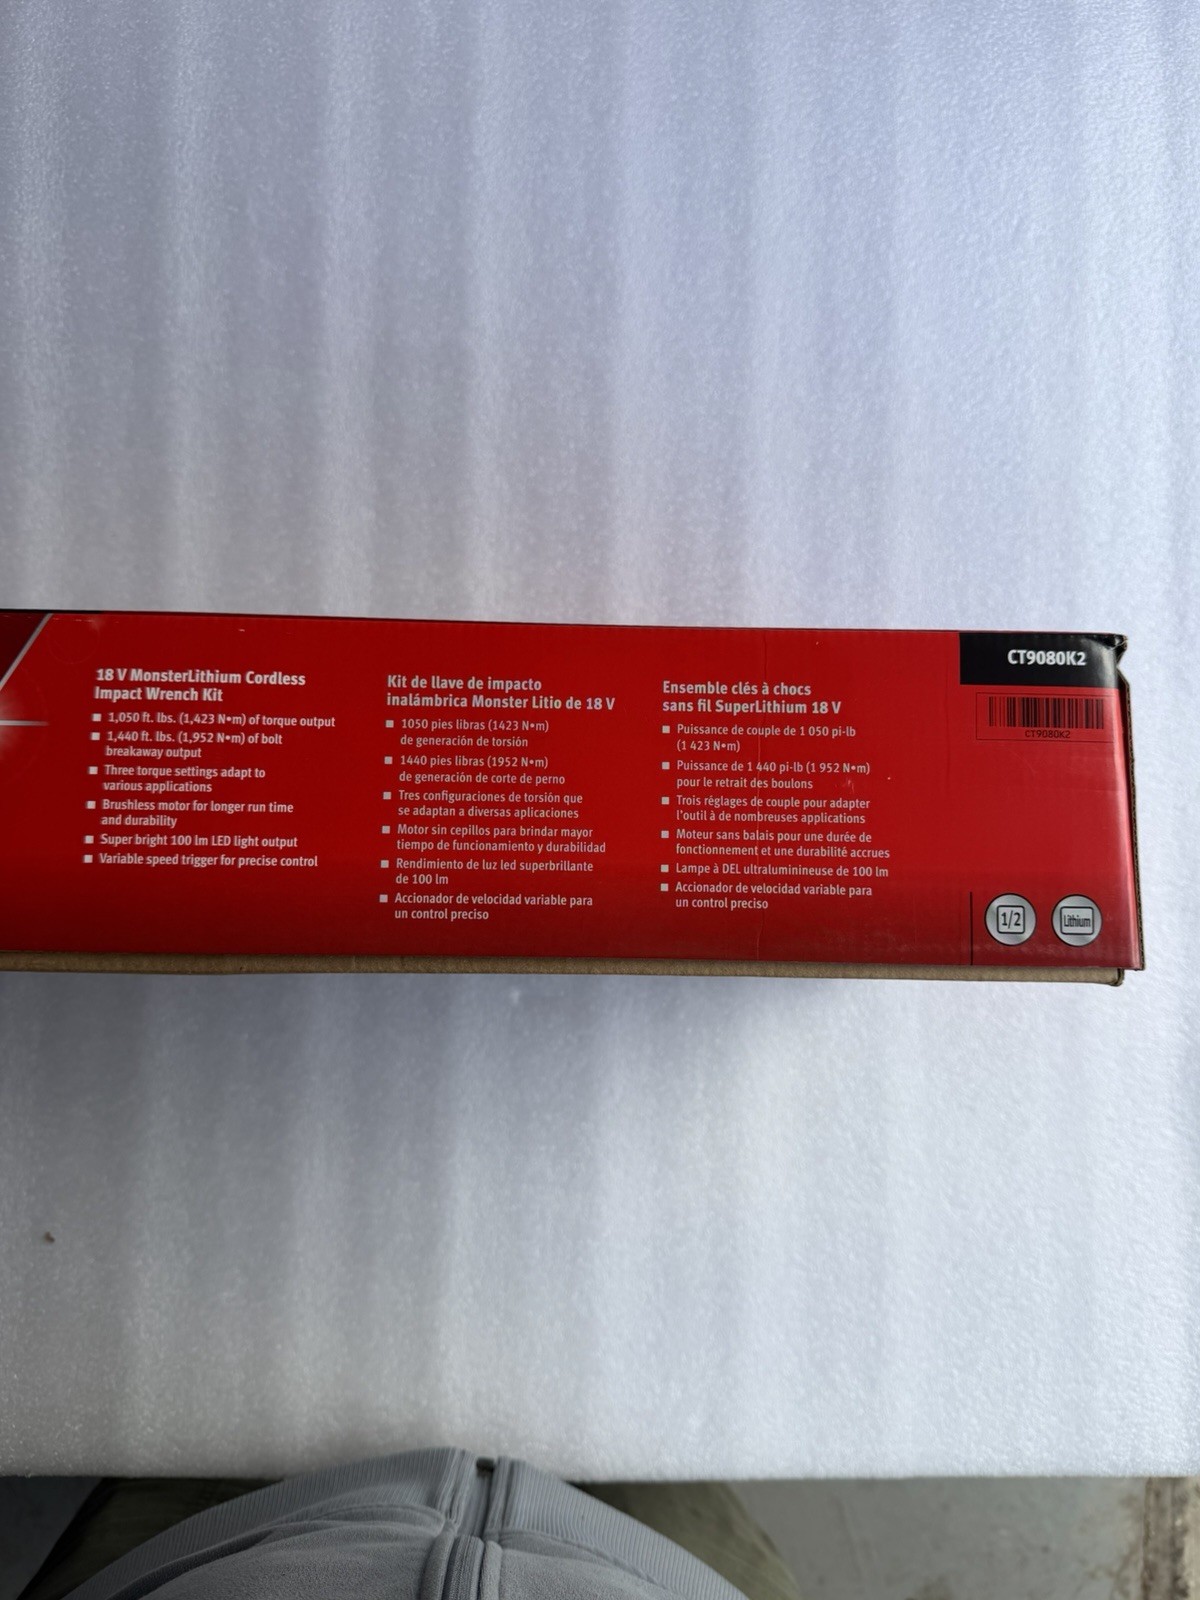 18 V MonsterLithium Cordless
Impact Wrench Kit
1,050 ft. lbs. (1,423 N•m) of torque output
1,440 ft. lbs. (1,952 N•m) of bolt
breakaway output
Three torque settings adapt to
various applications
Brushless motor for longer run time
and durability
Super bright 100 lm LED light output
Variable speed trigger for precise control
Kit de llave de impacto
inalámbrica Monster Litio de 18 V
1050 pies libras (1423 N•m)
de generación de torsión
1440 pies libras (1952 N•m)
de generación de corte de perno
Tres configuraciones de torsión que
se adaptan a diversas aplicaciones
Motor sin cepillos para brindar mayor
tiempo de funcionamiento y durabilidad
Rendimiento de luz led superbrillante
de 100 lm
Accionador de velocidad variable para
un control preciso
Ensemble clés à chocs
sans fil SuperLithium 18 V
Puissance de couple de 1 050 pi-lb
(1 423 N•m)
Puissance de 1 440 pi-lb (1 952 N•m)
pour le retrait des boulons
Trois réglages de couple pour adapter
l'outil à de nombreuses applications
Moteur sans balais pour une durée de
fonctionnement et une durabilité accrues
Lampe à DEL ultraluminineuse de 100 lm
Accionador de velocidad variable para
un control preciso
CT9080K2
CT9080K2
1/2
Lithium